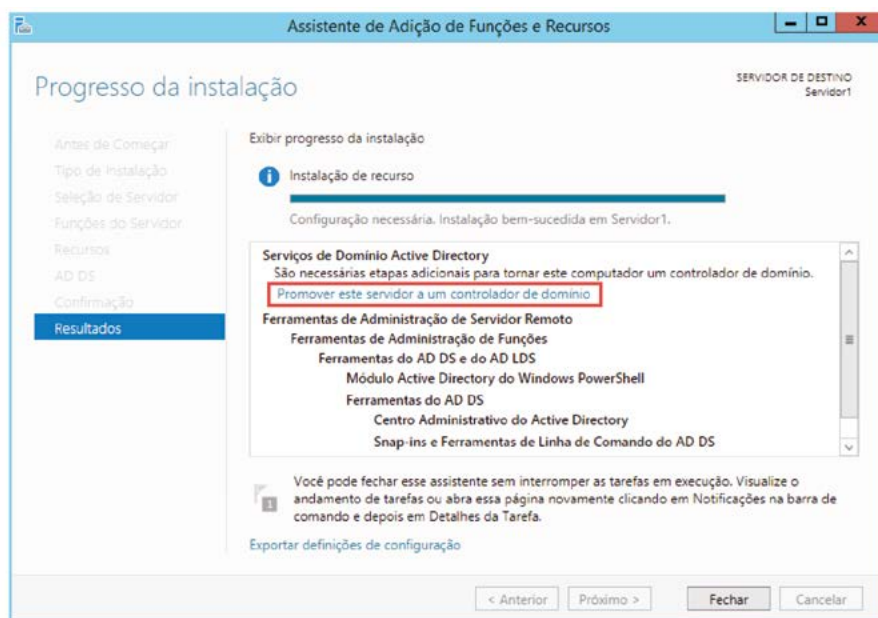 Assistente de Adição de Funções e Recursos
Progresso da instalação
SERVIDOR DE DESTINO
Servidor1
Antes de Começar
Tipo de Instalação
Seleção de Servidor
Funções do Servidor
Recursos
AD DS
Confirmação
Resultados
Exibir progresso da instalação
Instalação de recurso
Configuração necessária. Instalação bem-sucedida em Servidor1.
Serviços de Domínio Active Directory
São necessárias etapas adicionais para tornar este computador um controlador de domínio.
Promover este servidor a um controlador de domínio
Ferramentas de Administração de Servidor Remoto
Ferramentas de Administração de Funções
Ferramentas do AD DS e do AD LDS
Módulo Active Directory do Windows PowerShell
Ferramentas do AD DS
Centro Administrativo do Active Directory
Snap-ins e Ferramentas de Linha de Comando do AD DS
1
Você pode fechar esse assistente sem interromper as tarefas em execução. Visualize o
andamento de tarefas ou abra essa página novamente clicando em Notificações na barra de
comando e depois em Detalhes da Tarefa.
Exportar definições de configuração
< Anterior
Próximo >
Fechar
Cancelar